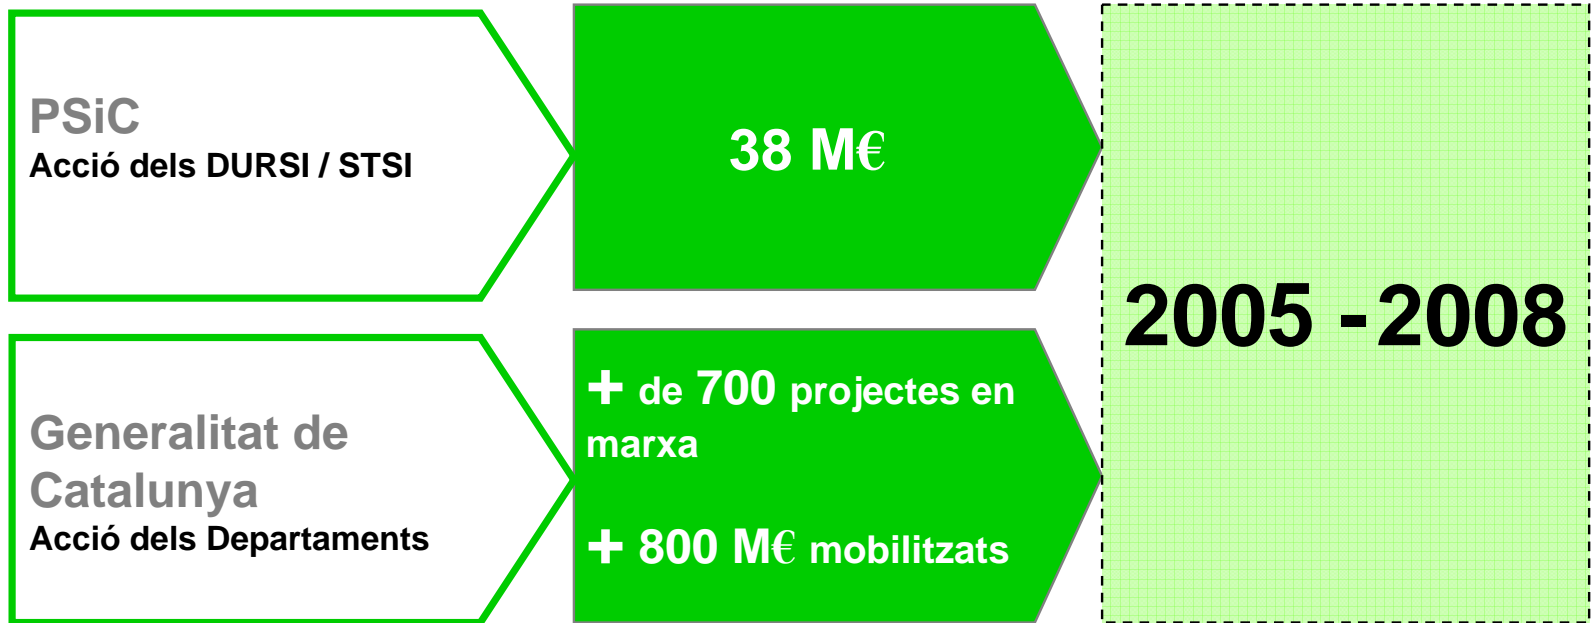 PSiC
Acció dels DURSI / STSI
38 M€
Generalitat de
Catalunya
Acció dels Departaments
+ de 700 projectes en
marxa
+ 800 M€ mobilitzats
2005 - 2008